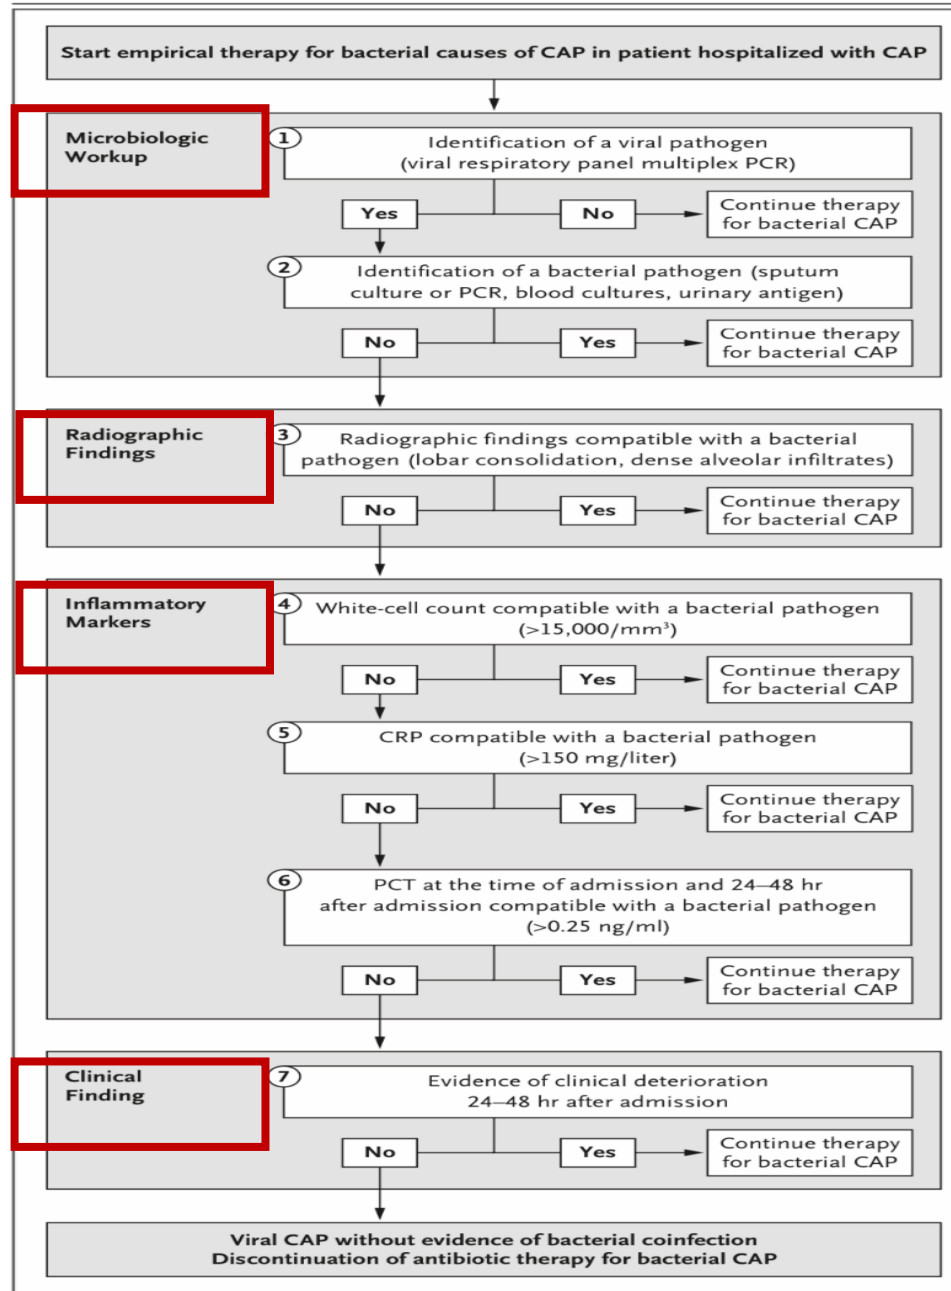 Start empirical therapy for bacterial causes of CAP in patient hospitalized with CAP
Microbiologic
Workup
1
Identification of a viral pathogen
(viral respiratory panel multiplex PCR)
Yes
No
Continue therapy
for bacterial CAP
2
Identification of a bacterial pathogen (sputum
culture or PCR, blood cultures, urinary antigen)
No
Yes
Continue therapy
for bacterial CAP
Radiographic
Findings
3
Radiographic findings compatible with a bacterial
pathogen (lobar consolidation, dense alveolar infiltrates)
No
Yes
Continue therapy
for bacterial CAP
Inflammatory
Markers
4
White-cell count compatible with a bacterial pathogen
(>15,000/mm³)
No
Yes
Continue therapy
for bacterial CAP
5
CRP compatible with a bacterial pathogen
(>150 mg/liter)
No
Yes
Continue therapy
for bacterial CAP
6
PCT at the time of admission and 24–48 hr
after admission compatible with a bacterial pathogen
(>0.25 ng/ml)
No
Yes
Continue therapy
for bacterial CAP
Clinical
Finding
7
Evidence of clinical deterioration
24–48 hr after admission
No
Yes
Continue therapy
for bacterial CAP
Viral CAP without evidence of bacterial coinfection
Discontinuation of antibiotic therapy for bacterial CAP